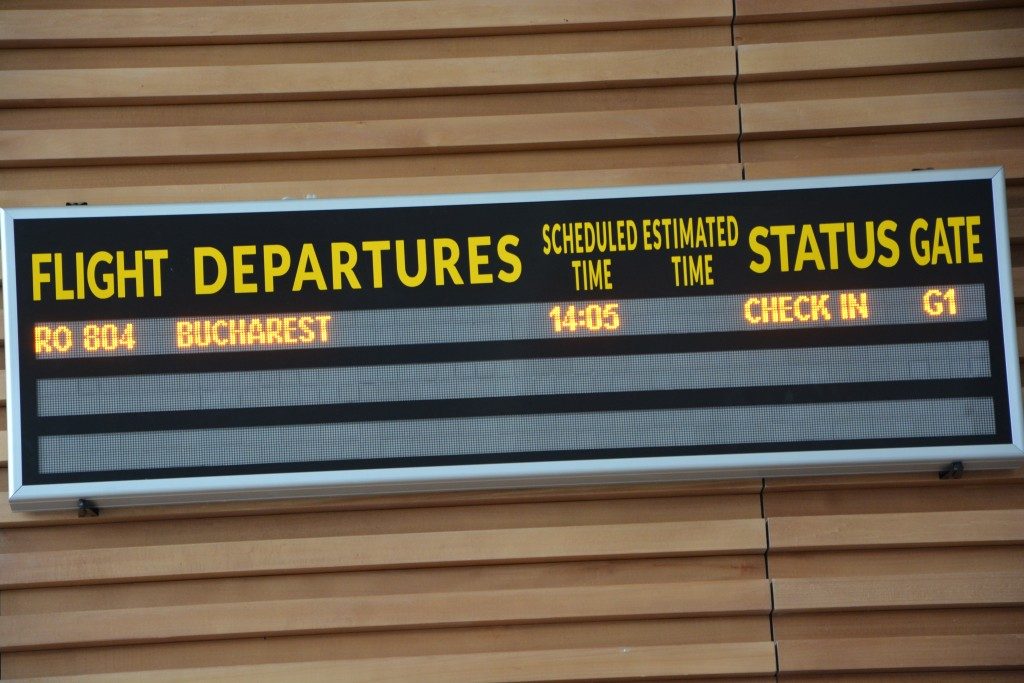 FLIGHT DEPARTURES SCHEDULED TIME ESTIMATED TIME STATUS GATE
RO 804 BUCHAREST 14:05 CHECK IN G1